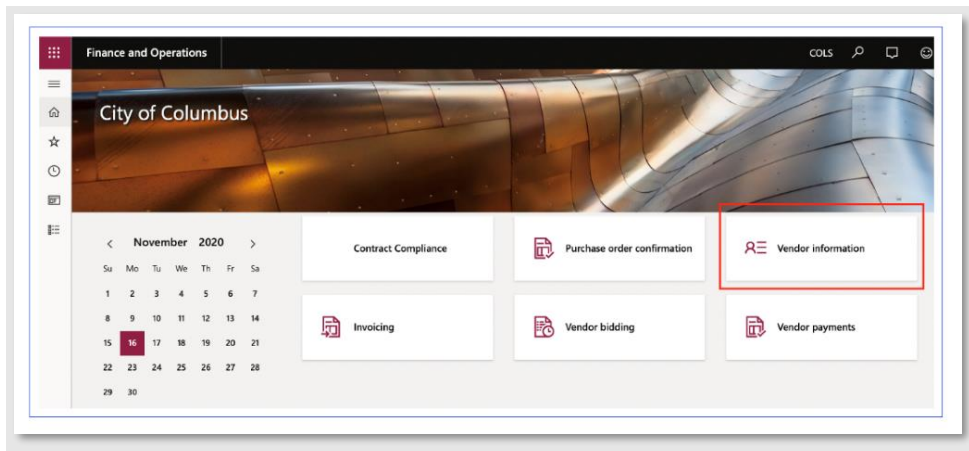 Finance and Operations
COLS
City of Columbus
November 2020
Su Mo Tu We Th Fr Sa
1 2 3 4 5 6 7
8 9 10 11 12 13 14
15 16 17 18 19 20 21
22 23 24 25 26 27 28
29 30
Contract Compliance
Purchase order confirmation
Vendor information
Invoicing
Vendor bidding
Vendor payments